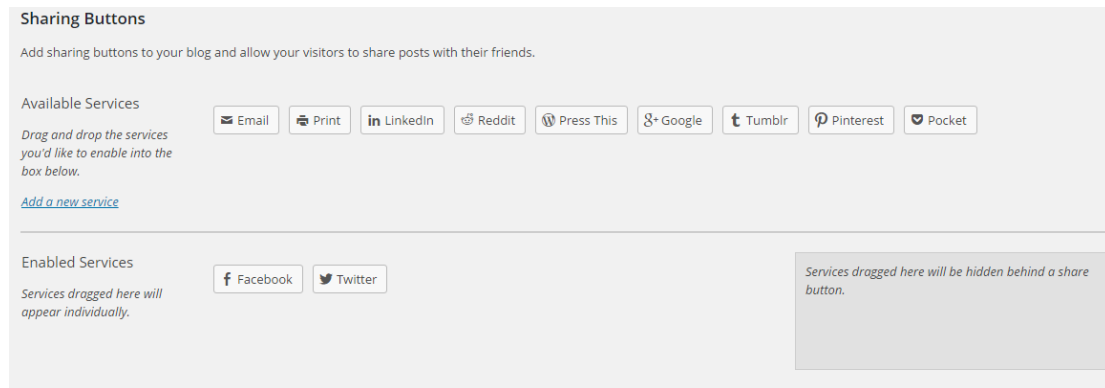 Sharing Buttons
Add sharing buttons to your blog and allow your visitors to share posts with their friends.
Available Services
Drag and drop the services
you'd like to enable into the
box below.
Add a new service
Email Print LinkedIn Reddit Press This Google Tumblr Pinterest Pocket
Enabled Services
Services dragged here will
appear individually.
Facebook Twitter
Services dragged here will be hidden behind a share
button.